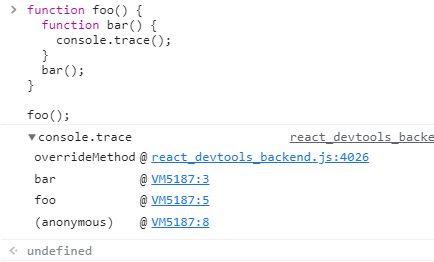 > function foo() {
function bar() {
console.trace();
}
bar();
}
foo();
▼console.trace react_devtools_backe
overrideMethod @ react_devtools_backend.js:4026
bar @ VM5187:3
foo @ VM5187:5
(anonymous) @ VM5187:8
undefined